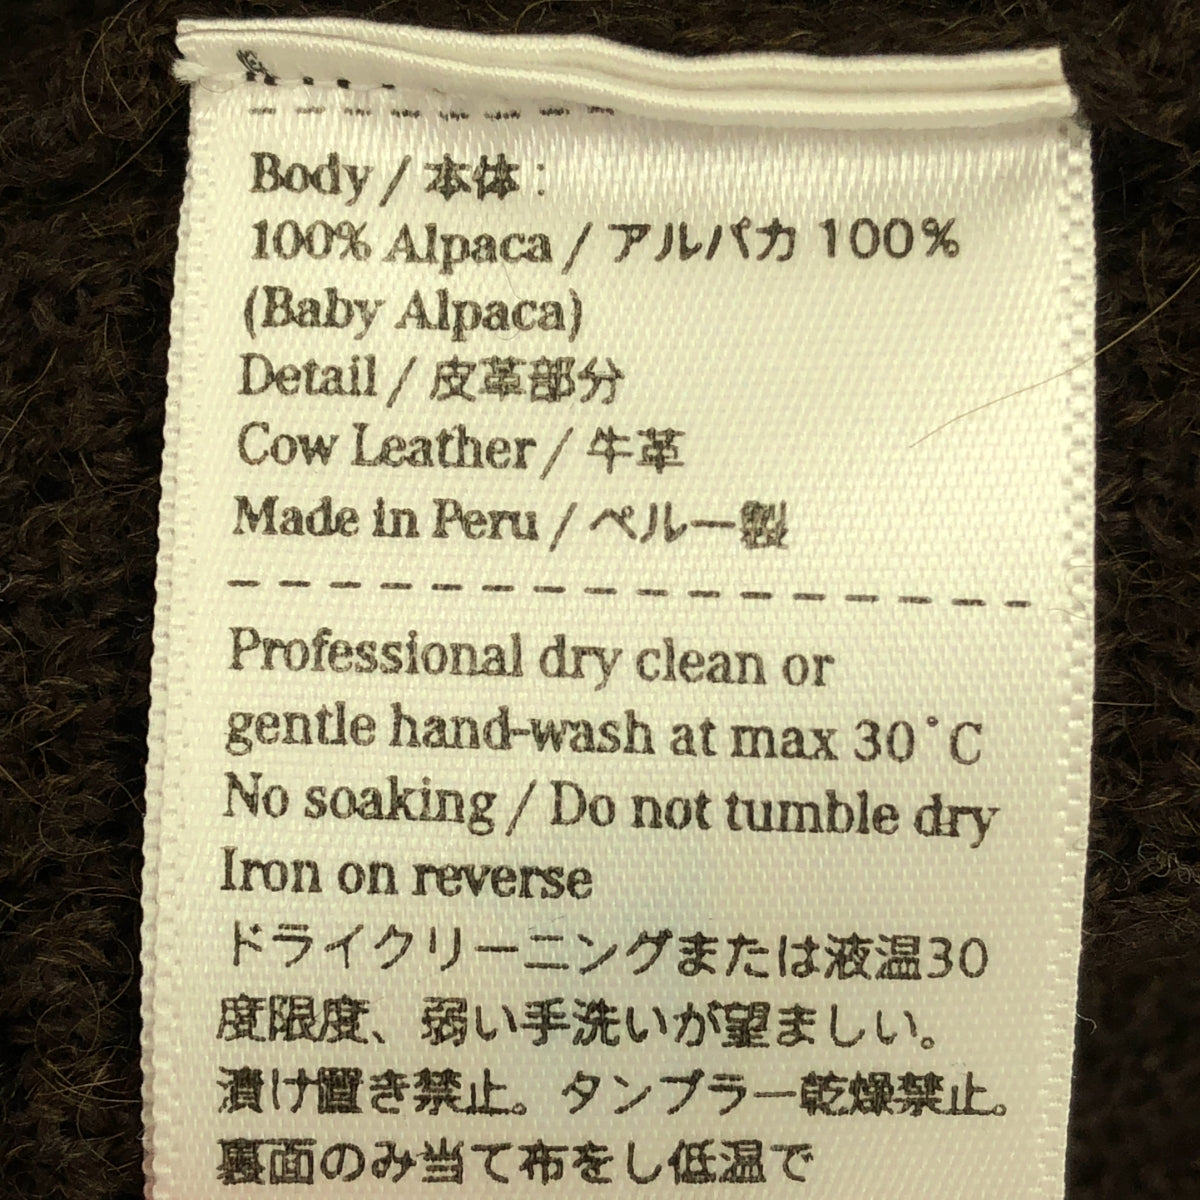 Body / 本体 :
100% Alpaca / アルパカ 100%
(Baby Alpaca)
Detail / 皮革部分
Cow Leather / 牛革
Made in Peru / ペルー製
Professional dry clean or
gentle hand-wash at max 30°C
No soaking / Do not tumble dry
Iron on reverse
ドライクリーニングまたは液温30
度限度、弱い手洗いが望ましい。
漬け置き禁止。タンブラー乾燥禁止。
裏面のみ当て布をし低温で